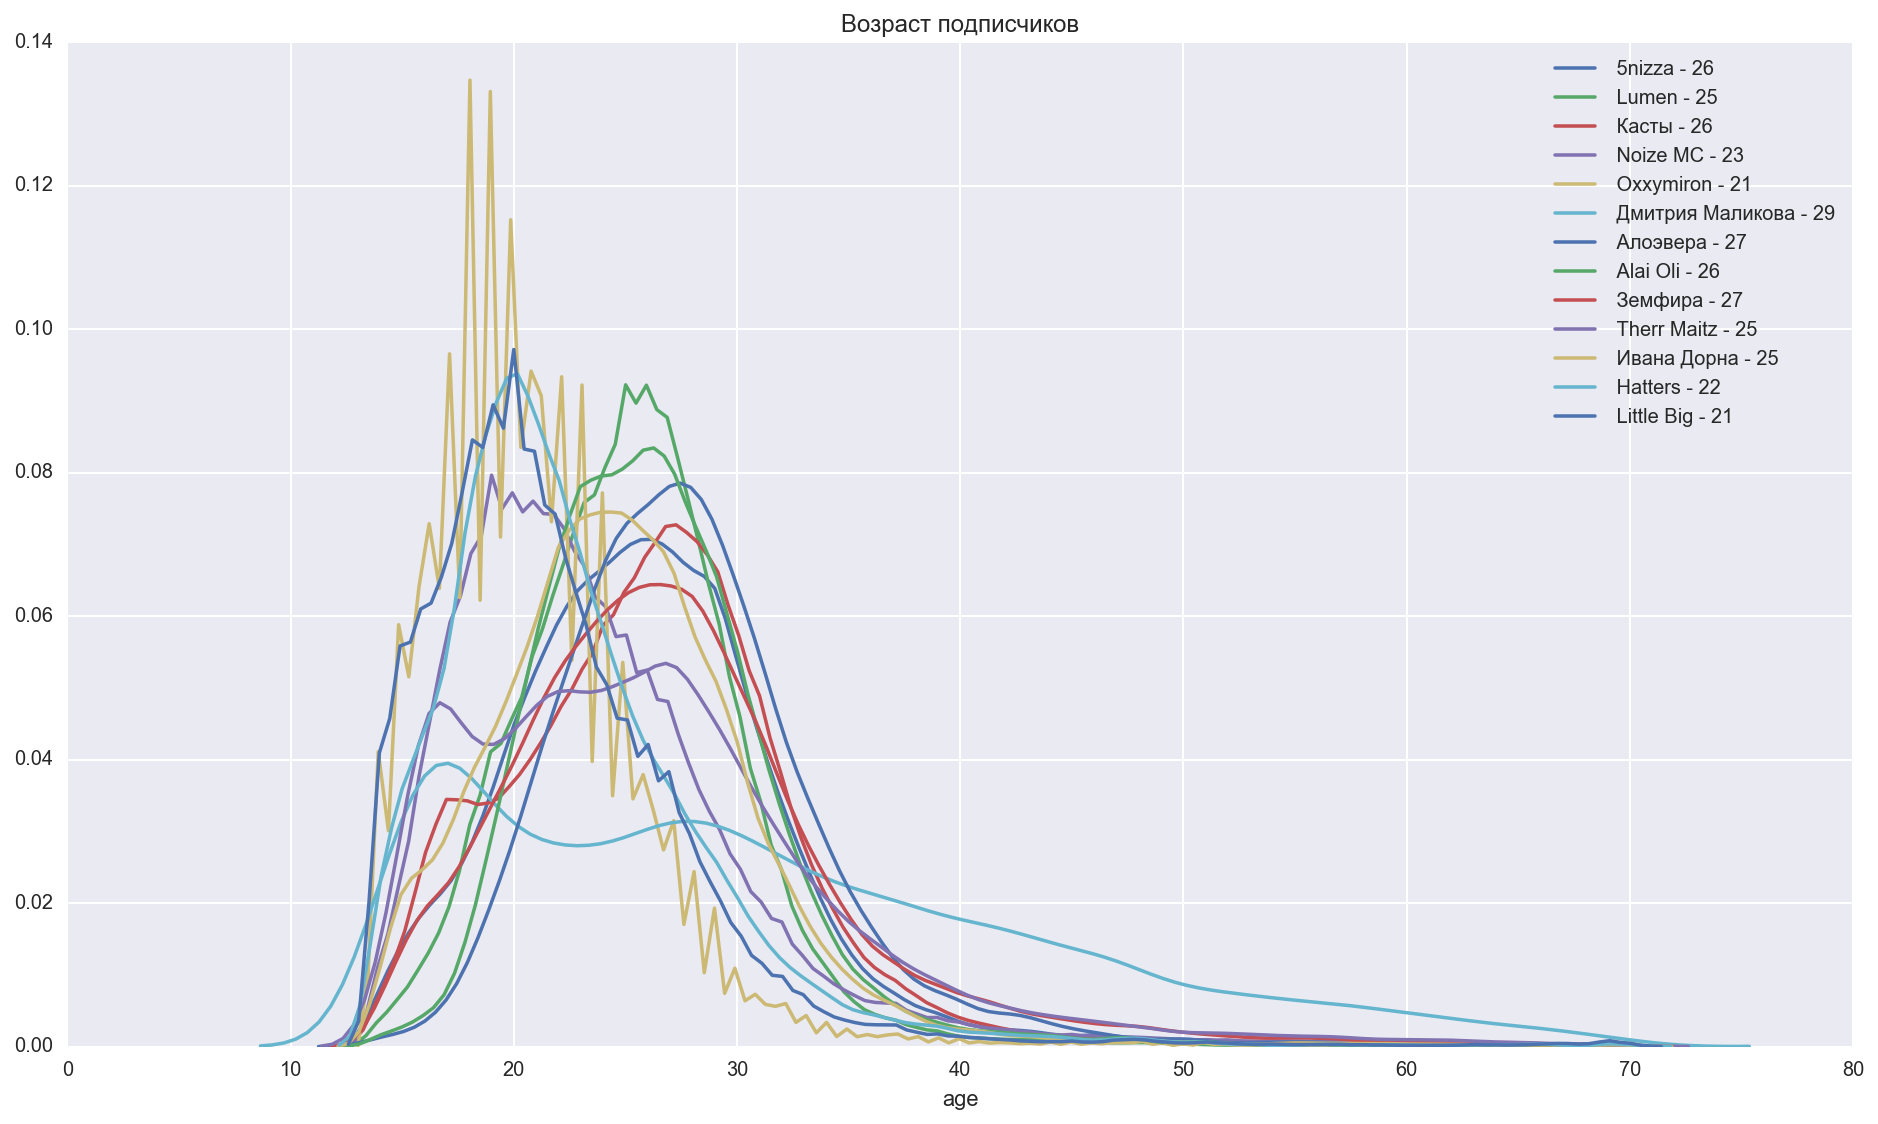 Возраст подписчиков
0.14
0.12
0.10
0.08
0.06
0.04
0.02
0.00
5nizza - 26
Lumen - 25
Касты - 26
Noize MC - 23
Oxxymiron - 21
Дмитрия Маликова - 29
Алоэвера - 27
Alai Oli - 26
Земфира - 27
Therr Maitz - 25
Ивана Дорна - 25
Hatters - 22
Little Big - 21
0 10 20 30 40 50 60 70 80
age